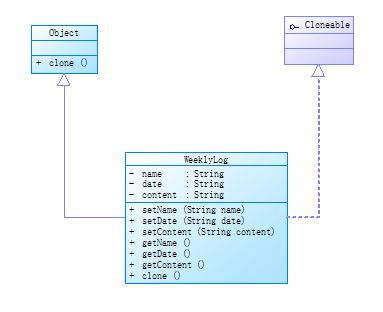 Object
+ clone ()
Cloneable
WeeklyLog
- name : String
- date : String
- content : String
+ setName (String name)
+ setDate (String date)
+ setContent (String content)
+ getName ()
+ getDate ()
+ getContent ()
+ clone ()